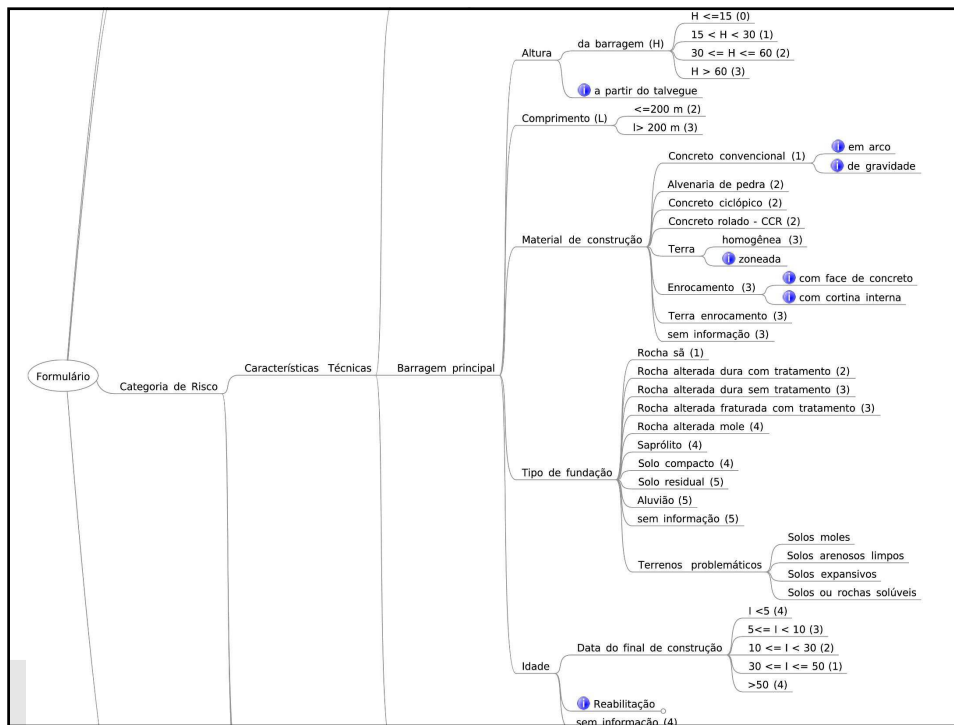 Formulário
Categoria de Risco
Características Técnicas
Barragem principal
Altura
da barragem (H)
H <=15 (0)
15 < H < 30 (1)
30 <= H <= 60 (2)
H > 60 (3)
a partir do talvegue
Comprimento (L)
<=200 m (2)
l> 200 m (3)
Material de construção
Concreto convencional (1)
em arco
de gravidade
Alvenaria de pedra (2)
Concreto ciclópico (2)
Concreto rolado - CCR (2)
Terra
homogênea (3)
zoneada
Enrocamento (3)
com face de concreto
com cortina interna
Terra enrocamento (3)
sem informação (3)
Tipo de fundação
Rocha sã (1)
Rocha alterada dura com tratamento (2)
Rocha alterada dura sem tratamento (3)
Rocha alterada fraturada com tratamento (3)
Rocha alterada mole (4)
Saprólito (4)
Solo compacto (4)
Solo residual (5)
Aluvião (5)
sem informação (5)
Terrenos problemáticos
Solos moles
Solos arenosos limpos
Solos expansivos
Solos ou rochas solúveis
Idade
Data do final de construção
I <5 (4)
5<= I < 10 (3)
10 <= I < 30 (2)
30 <= I <= 50 (1)
>50 (4)
Reabilitação
sem informação (4)